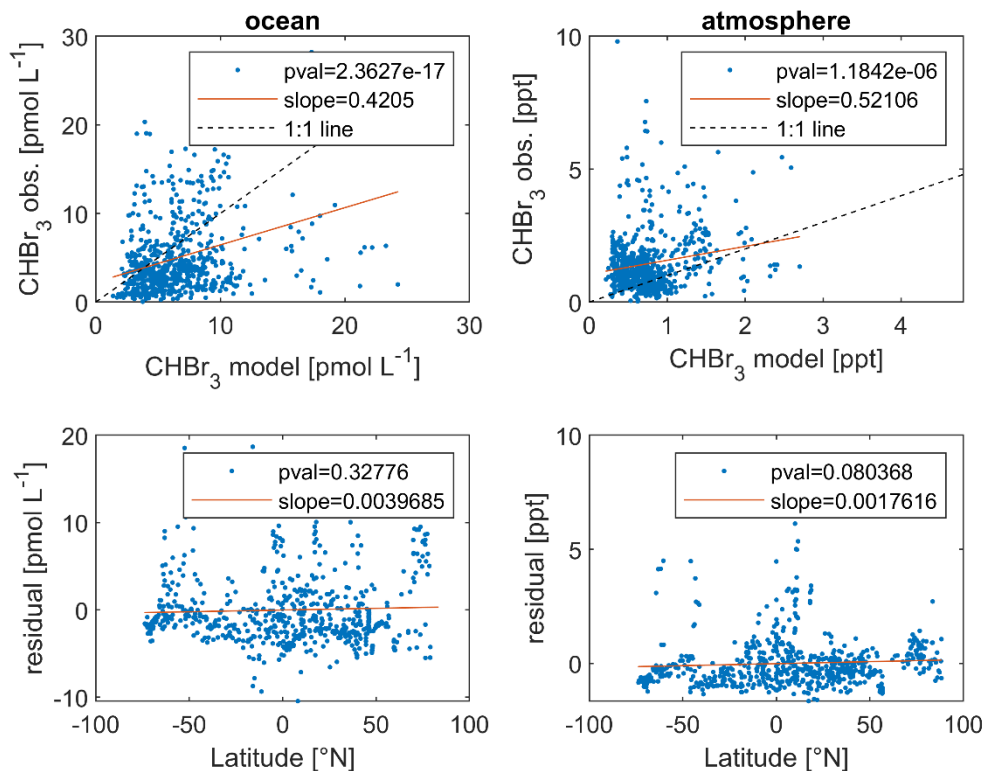 ocean
30
20
10
0
0
10
20
30
CHBr3 obs. [pmol L-1]
CHBr3 model [pmol L-1]
pval=2.3627e-17
slope=0.4205
1:1 line
atmosphere
10
5
0
0
1
2
3
4
CHBr3 obs. [ppt]
CHBr3 model [ppt]
pval=1.1842e-06
slope=0.52106
1:1 line
20
10
0
-10
-100
-50
0
50
100
residual [pmol L-1]
Latitude [°N]
pval=0.32776
slope=0.0039685
10
5
0
-100
-50
0
50
100
residual [ppt]
Latitude [°N]
pval=0.080368
slope=0.0017616